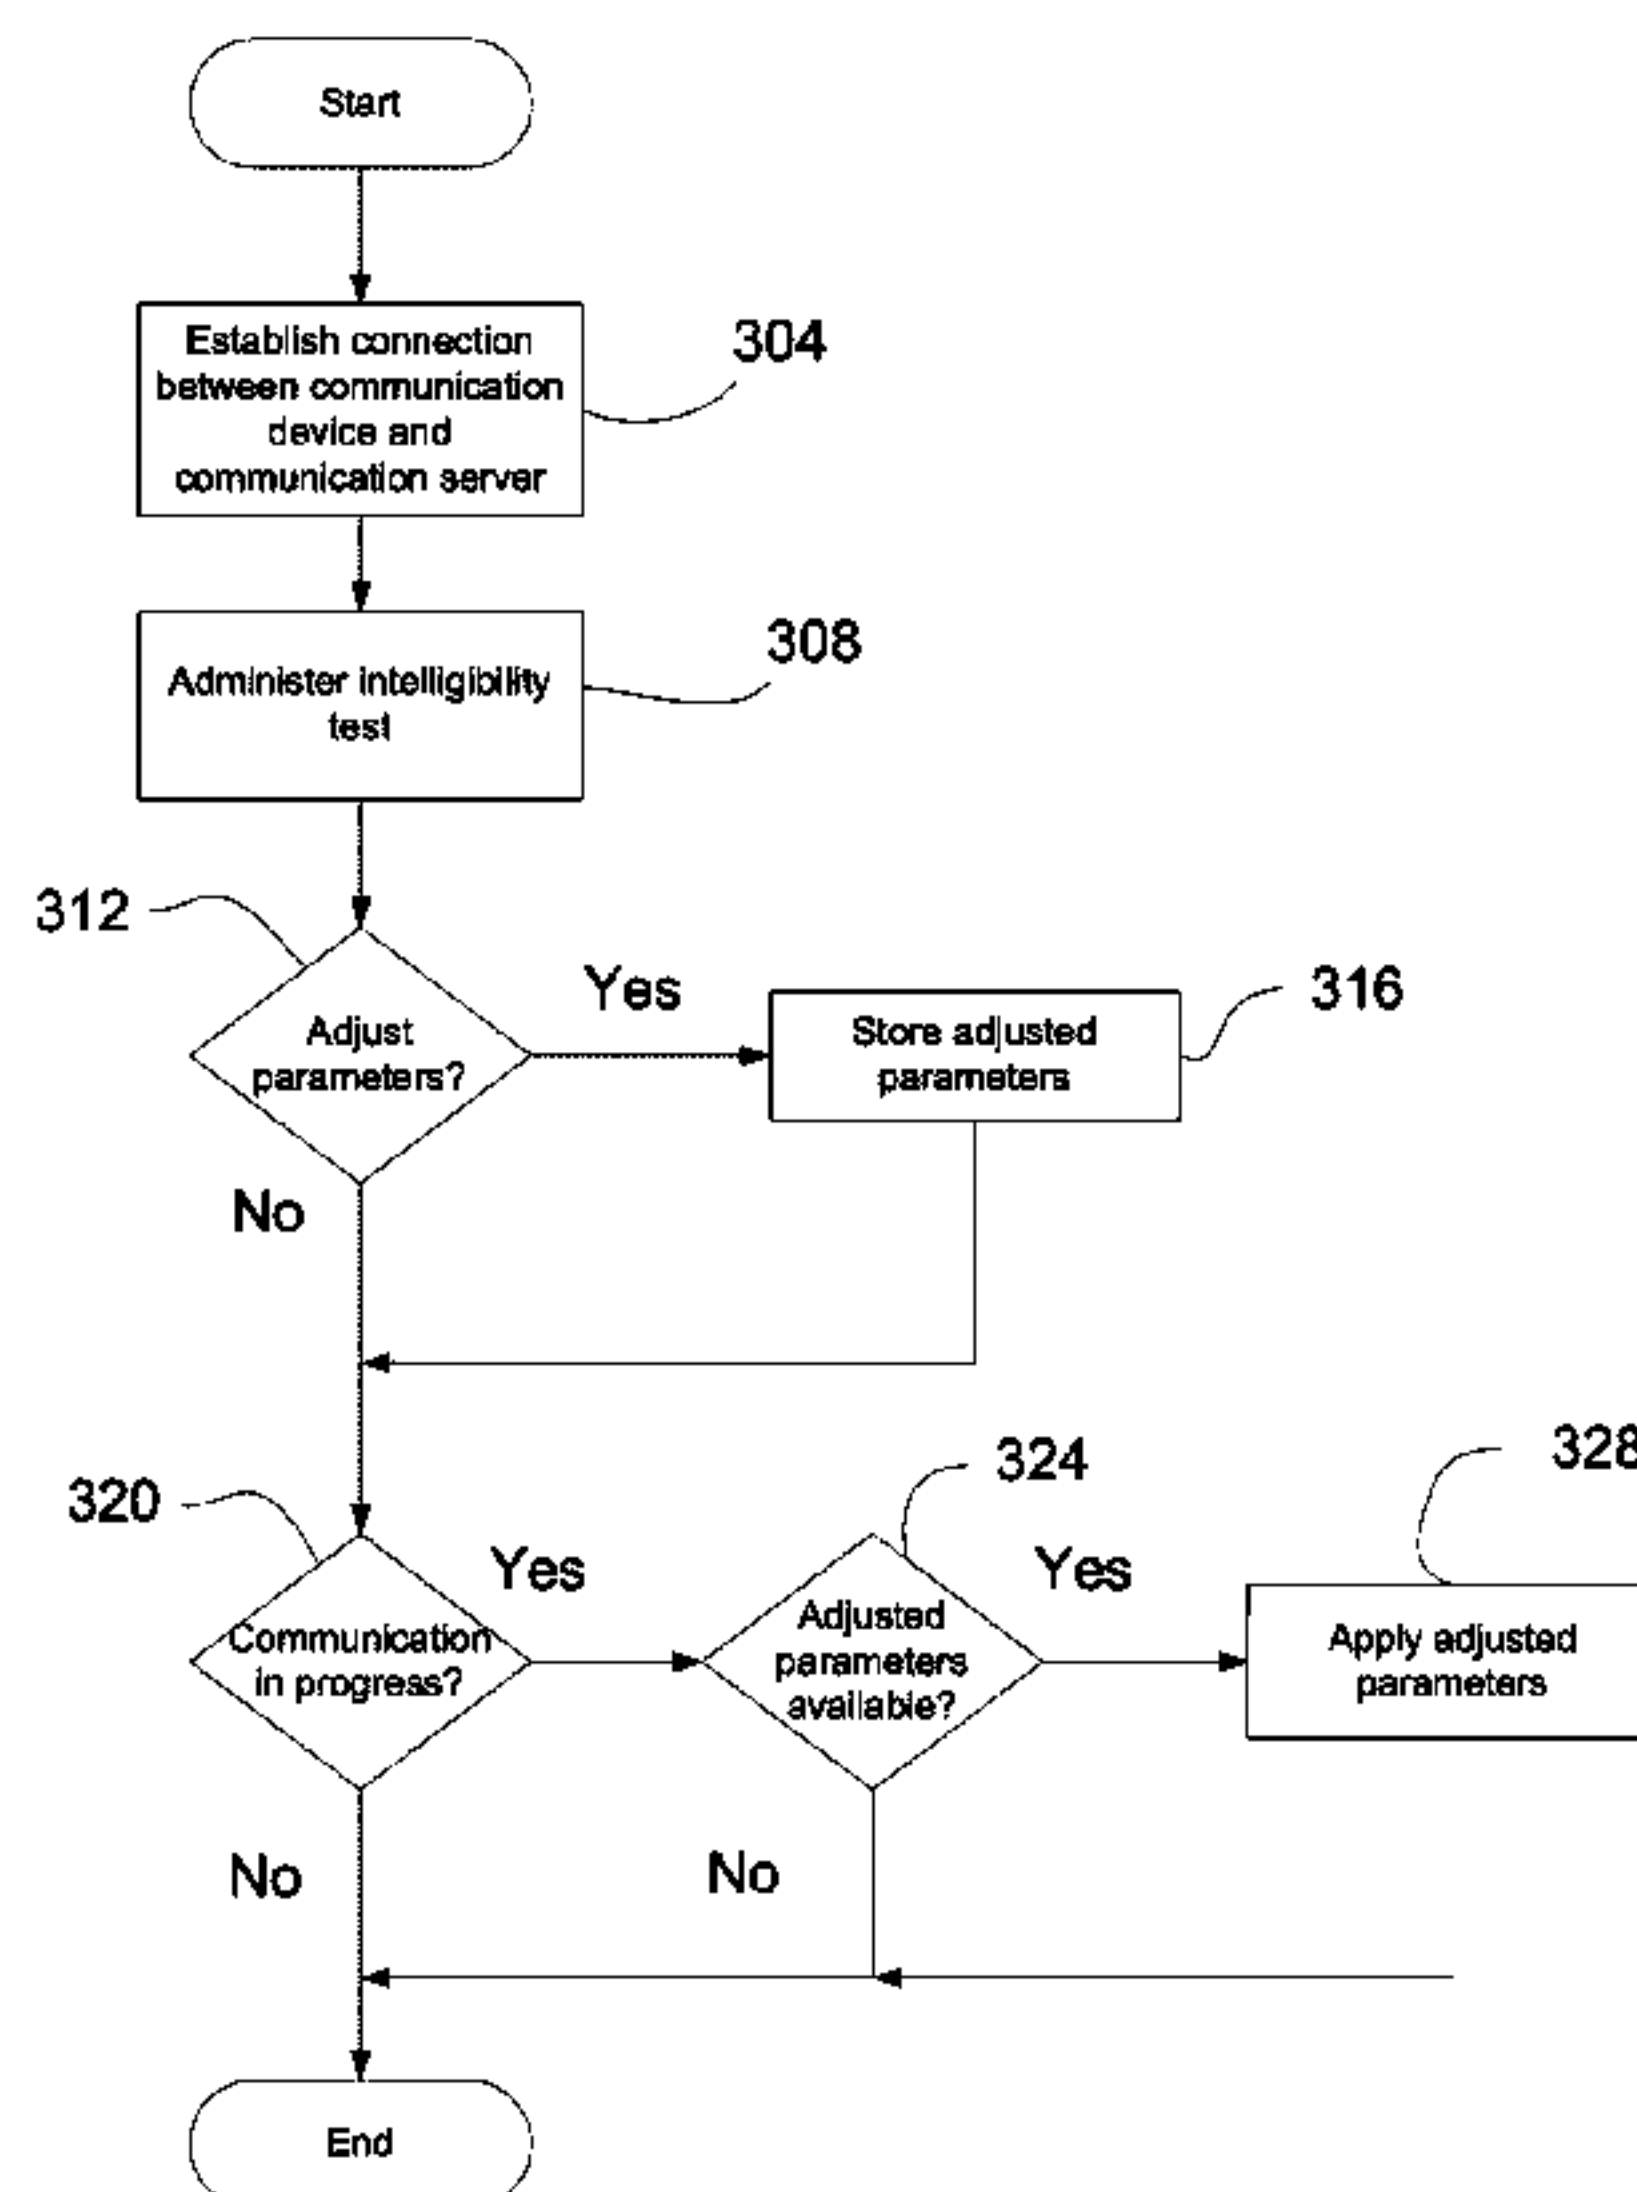 Start
Establish connection
between communication
device and
communication server
304
Administer intelligibility
test
308
312
Adjust
parameters?
Yes
Store adjusted
parameters
316
No
320
Communication
in progress?
Yes
324
Adjusted
parameters
available?
Yes
328
Apply adjusted
parameters
No
No
End